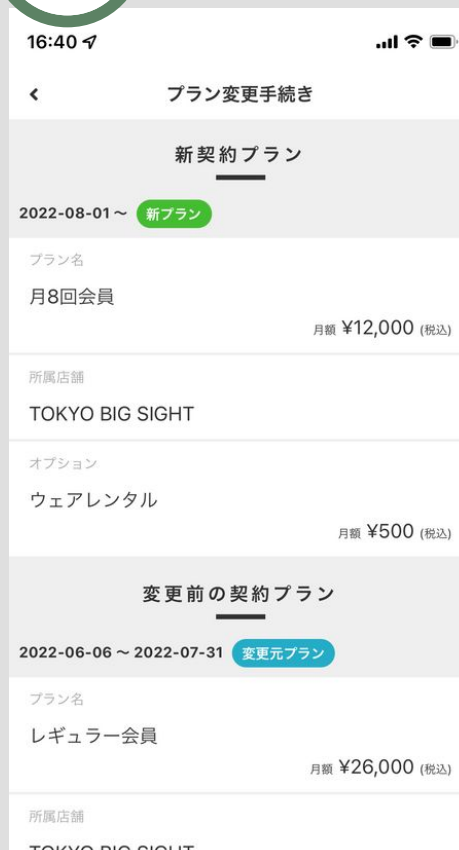 16:40
プラン変更手続き
新契約プラン
2022-08-01～ 新プラン
プラン名
月8回会員
月額 ¥12,000 (税込)
所属店舗
TOKYO BIG SIGHT
オプション
ウェアレンタル
月額 ¥500 (税込)
変更前の契約プラン
2022-06-06～2022-07-31 変更元プラン
プラン名
レギュラー会員
月額 ¥26,000 (税込)
所属店舗
TOKYO BIG SIGHT